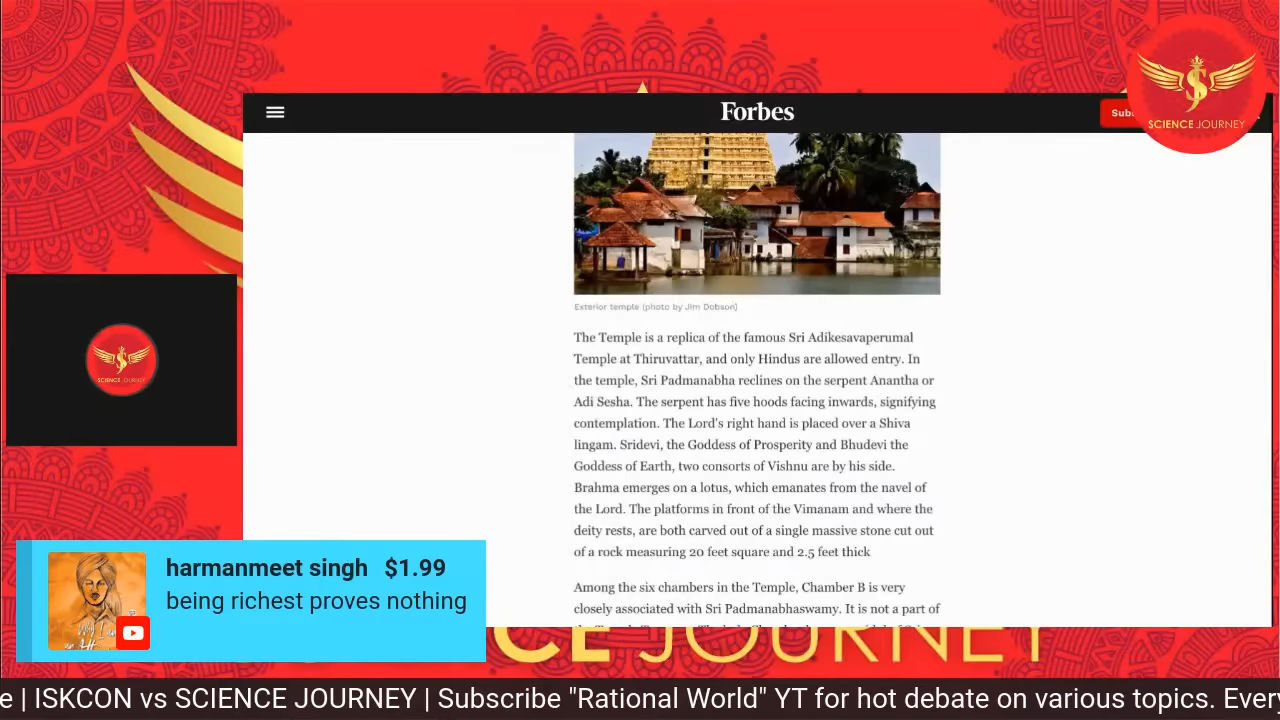 Forbes
SCIENCE JOURNEY
Exterior temple (photo by Jim Dobson)
The Temple is a replica of the famous Sri Adikesavaperumal
Temple at Thiruvattar, and only Hindus are allowed entry. In
the temple, Sri Padmanabha reclines on the serpent Anantha or
Adi Sesha. The serpent has five hoods facing inwards, signifying
contemplation. The Lord's right hand is placed over a Shiva
lingam. Sridevi, the Goddess of Prosperity and Bhudevi the
Goddess of Earth, two consorts of Vishnu are by his side.
Brahma emerges on a lotus, which emanates from the navel of
the Lord. The platforms in front of the Vimanam and where the
deity rests, are both carved out of a single massive stone cut out
of a rock measuring 20 feet square and 2.5 feet thick
Among the six chambers in the Temple, Chamber B is very
closely associated with Sri Padmanabhaswamy. It is not a part of
SCIENCE JOURNEY
harmanmeet singh $1.99
being richest proves nothing
CE JOURNEY
e | ISKCON vs SCIENCE JOURNEY | Subscribe "Rational World" YT for hot debate on various topics. Every